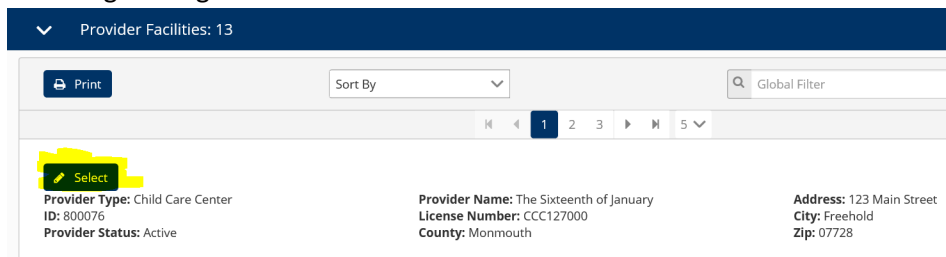 Provider Facilities: 13
Print
Sort By
Global Filter
1 2 3 5
Select
Provider Type: Child Care Center
Provider Name: The Sixteenth of January
Address: 123 Main Street
ID: 800076
License Number: CCC127000
City: Freehold
Provider Status: Active
County: Monmouth
Zip: 07728